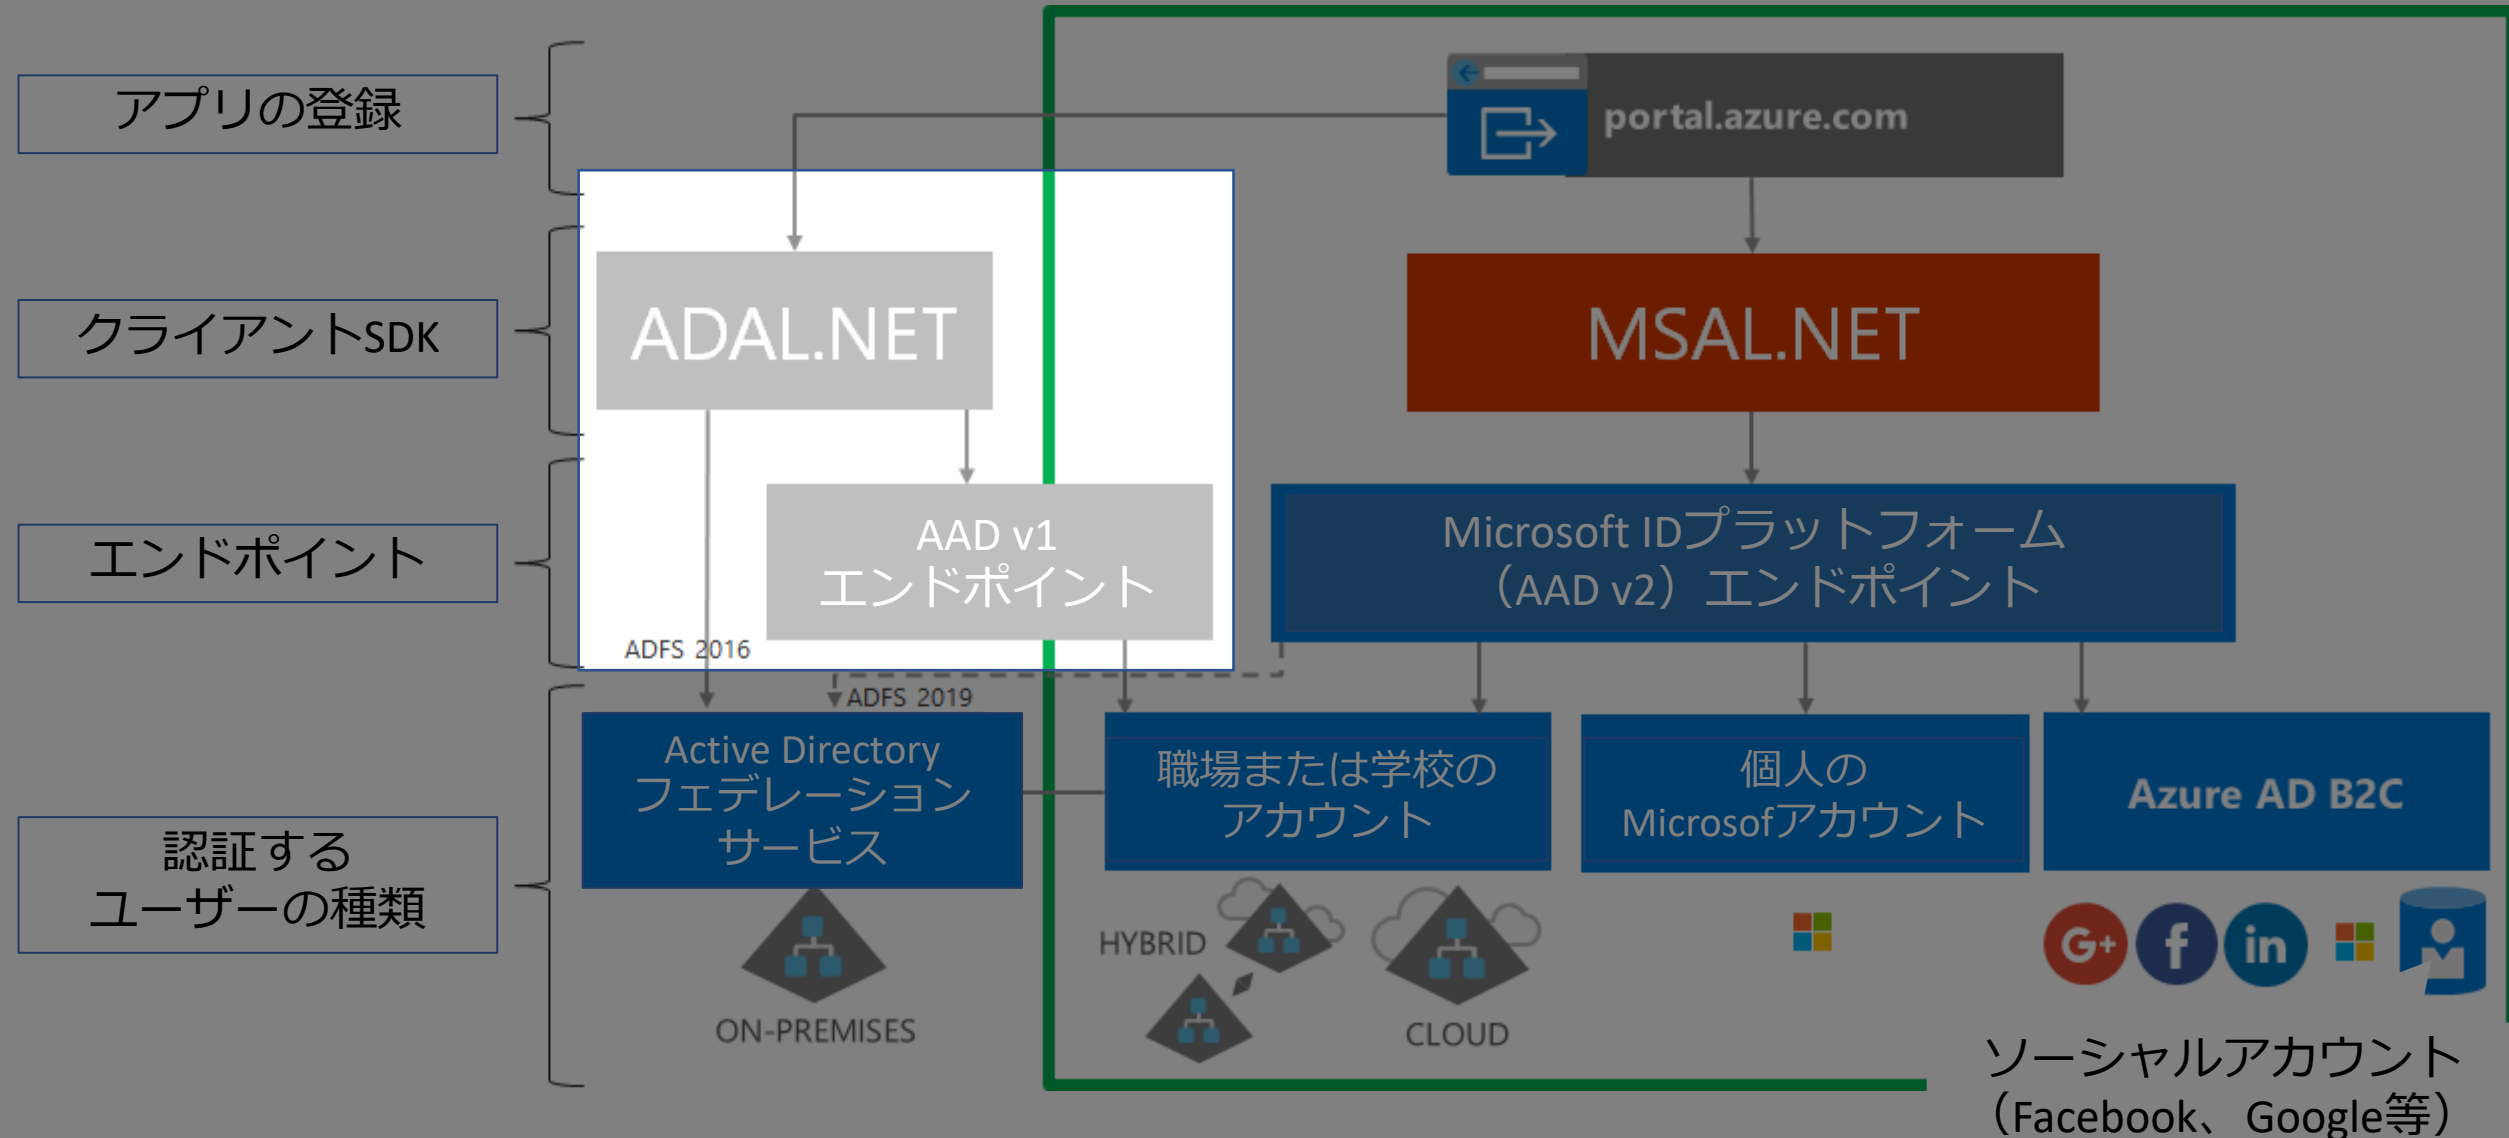 アプリの登録
portal.azure.com
クライアントSDK
ADAL.NET
MSAL.NET
エンドポイント
AAD v1
エンドポイント
Microsoft IDプラットフォーム
（AAD v2）エンドポイント
ADFS 2016
ADFS 2019
認証する
ユーザーの種類
Active Directory
フェデレーション
サービス
職場または学校の
アカウント
個人の
Microsofアカウント
Azure AD B2C
HYBRID
G+
f
in
ON-PREMISES
CLOUD
ソーシャルアカウント
（Facebook、Google等）